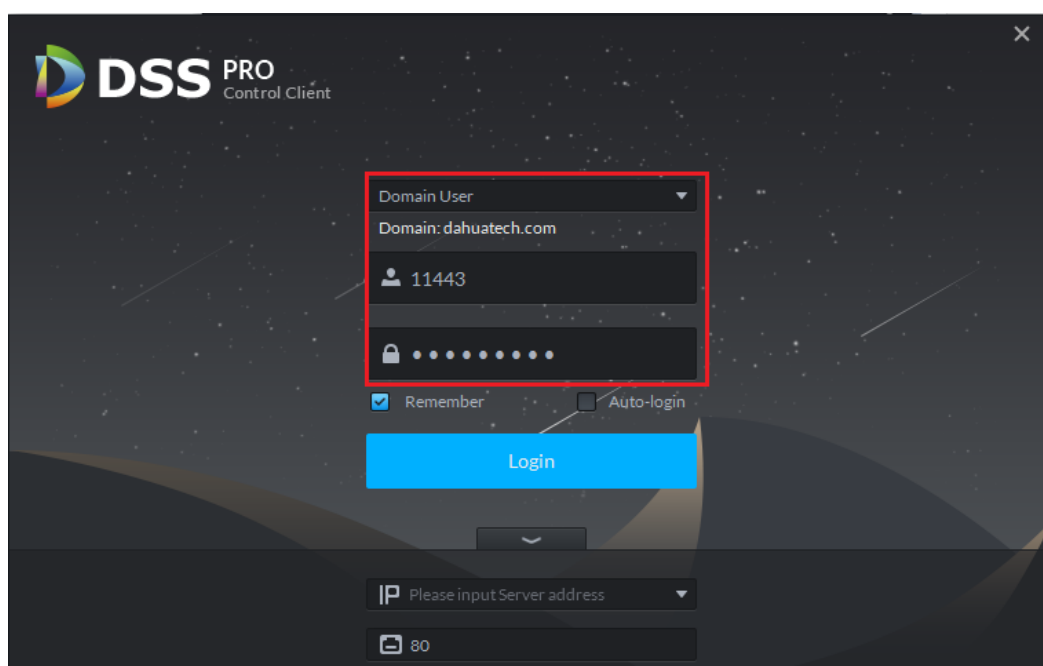 DSS PRO
Control Client
Domain User
Domain: dahuatech.com
11443
●●●●●●●●●
Remember Auto-login
Login
IP Please input Server address
80